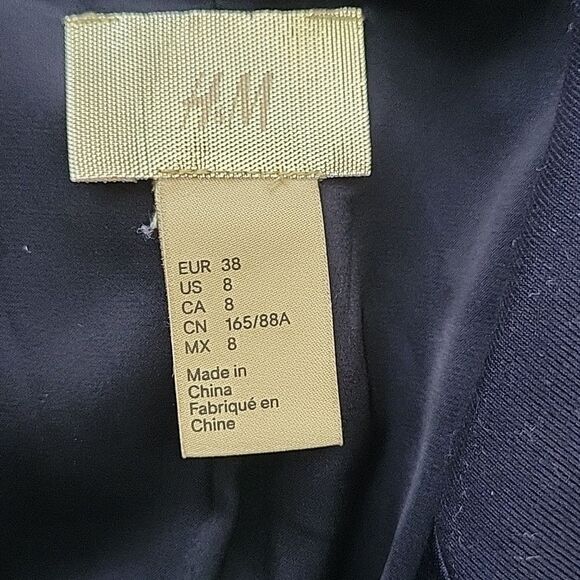 H&M
EUR 38
US 8
CA 8
CN 165/88A
MX 8
Made in
China
Fabriqué en
Chine